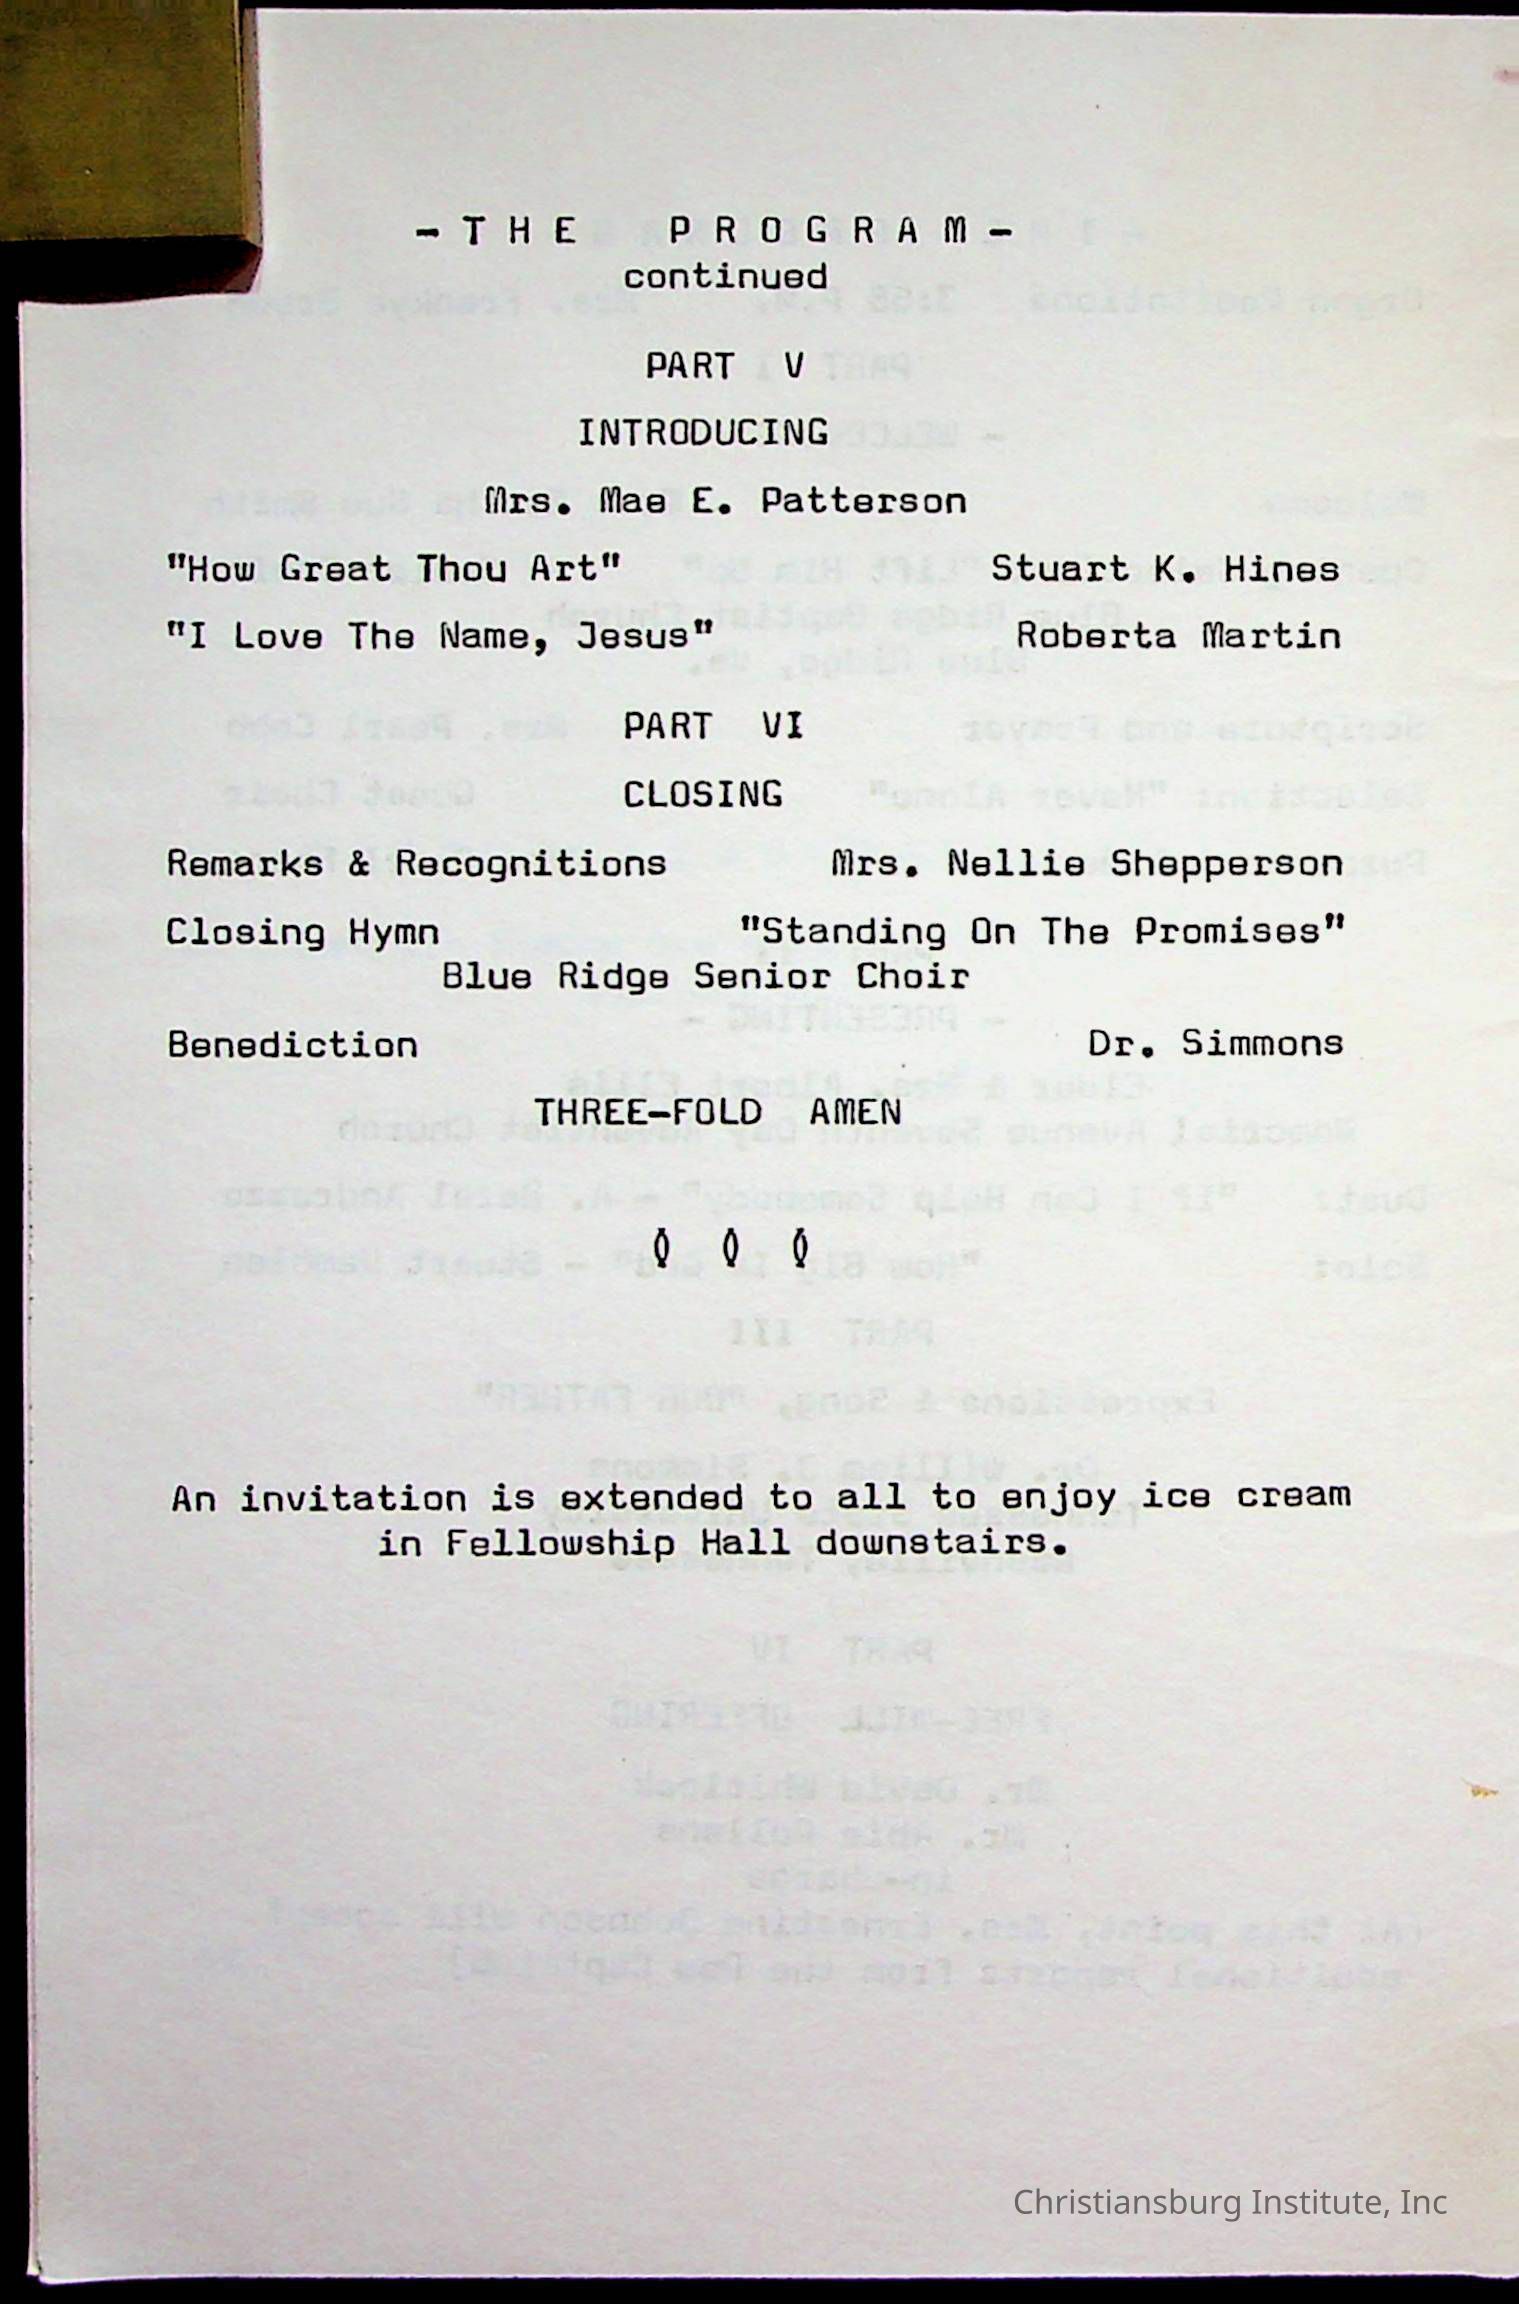 -THE PROGRAM-
continued
PART V
INTRODUCING
Mrs. Mae E. Patterson
"How Great Thou Art" Stuart K. Hines
"I Love The Name, Jesus" Roberta Martin
PART VI
CLOSING
Remarks & Recognitions Mrs. Nellie Shepperson
Closing Hymn "Standing On The Promises"
Blue Ridge Senior Choir
Benediction Dr. Simmons
THREE-FOLD AMEN
An invitation is extended to all to enjoy ice cream
in Fellowship Hall downstairs.
Christiansburg Institute, Inc